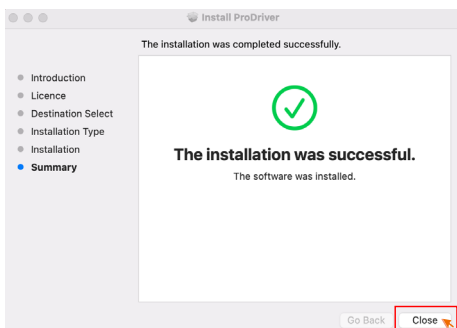 Install ProDriver
The installation was completed successfully.
Introduction
Licence
Destination Select
Installation Type
Installation
Summary
The installation was successful.
The software was installed.
Go Back
Close